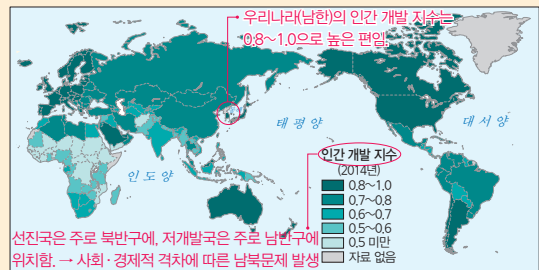 우리나라(남한)의 인간 개발 지수는
0.8~1.0으로 높은 편임.
태평양
대서양
인도양
인간 개발 지수
(2014년)
0.8~1.0
0.7~0.8
0.6~0.7
0.5~0.6
0.5 미만
자료 없음
선진국은 주로 북반구에, 저개발국은 주로 남반구에
위치함. → 사회·경제적 격차에 따른 남북문제 발생